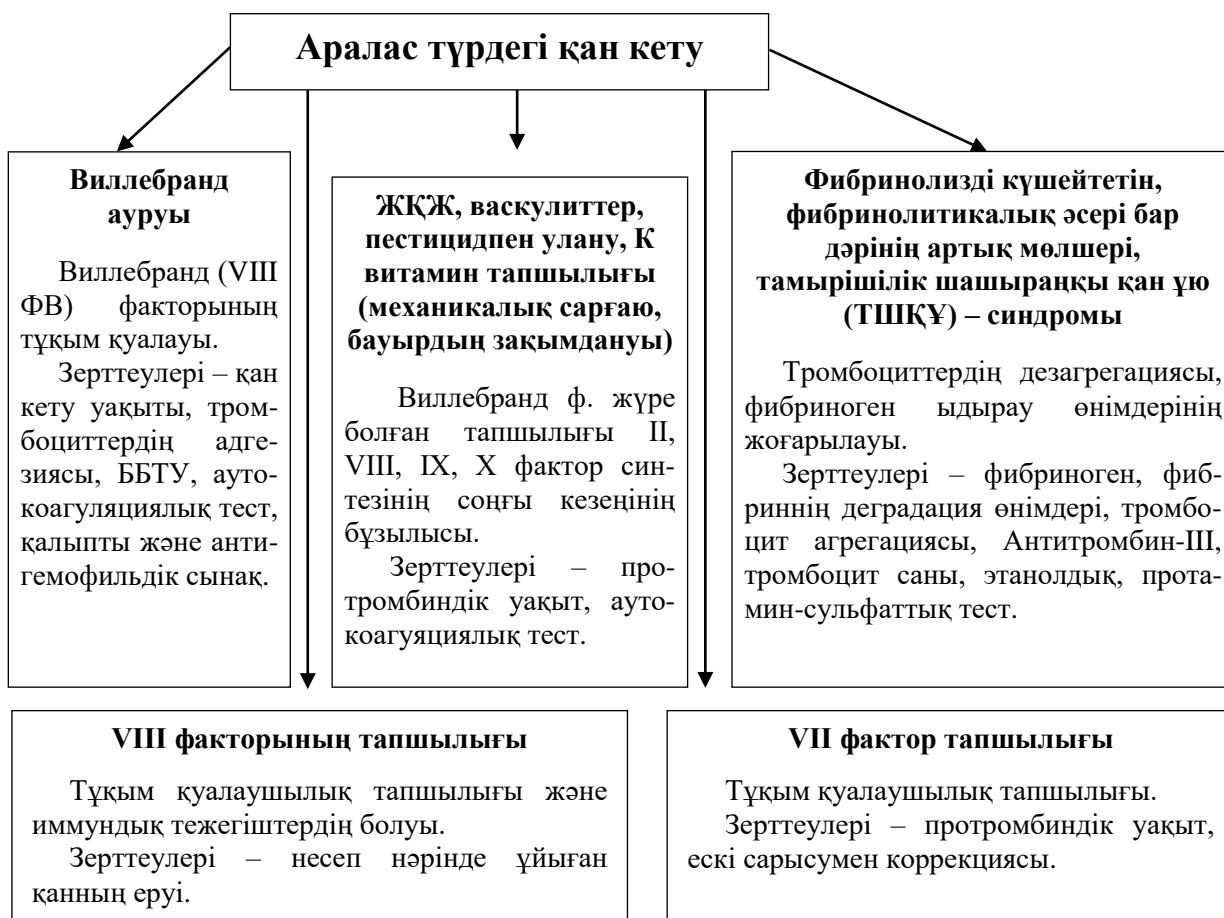 Аралас түрдегі қан кету
Виллебранд
ауруы
Виллебранд (VIII
ФВ) факторының
тұқым қуалауы.
Зерттеулері – қан
кету уақыты, тром-
боциттердің адге-
зиясы, ББТУ, ауто-
коагуляциялық тест,
қалыпты және анти-
гемофильдік сынақ.
ЖҚЖ, васкулиттер,
пестицидпен улану, К
витамин тапшылығы
(механикалық сарғаю,
бауырдың зақымдануы)
Виллебранд ф. жүре
болған тапшылығы II,
VIII, IX, X фактор син-
тезінің соңғы кезеңінің
бұзылысы.
Зерттеулері – про-
тромбиндік уақыт, ауто-
коагуяциялық тест.
Фибринолизді күшейтетін,
фибринолитикалық әсері бар
дәрінің артық мөлшері,
тамырішілік шашыраңқы қан ұю
(ТШҚҰ) – синдромы
Тромбоциттердің дезагрегациясы,
фибриноген ыдырау өнімдерінің
жоғарылауы.
Зерттеулері – фибриноген, фиб-
риннің деградация өнімдері, тромбо-
цит агрегациясы, Антитромбин-III,
тромбоцит саны, этанолдық, прота-
мин-сульфаттық тест.
VIII факторының тапшылығы
Тұқым қуалаушылық тапшылығы және
иммундық тежегіштердің болуы.
Зерттеулері – несеп нәрінде ұйыған
қанның еруі.
VII фактор тапшылығы
Тұқым қуалаушылық тапшылығы.
Зерттеулері – протромбиндік уақыт,
ескі сарысумен коррекциясы.